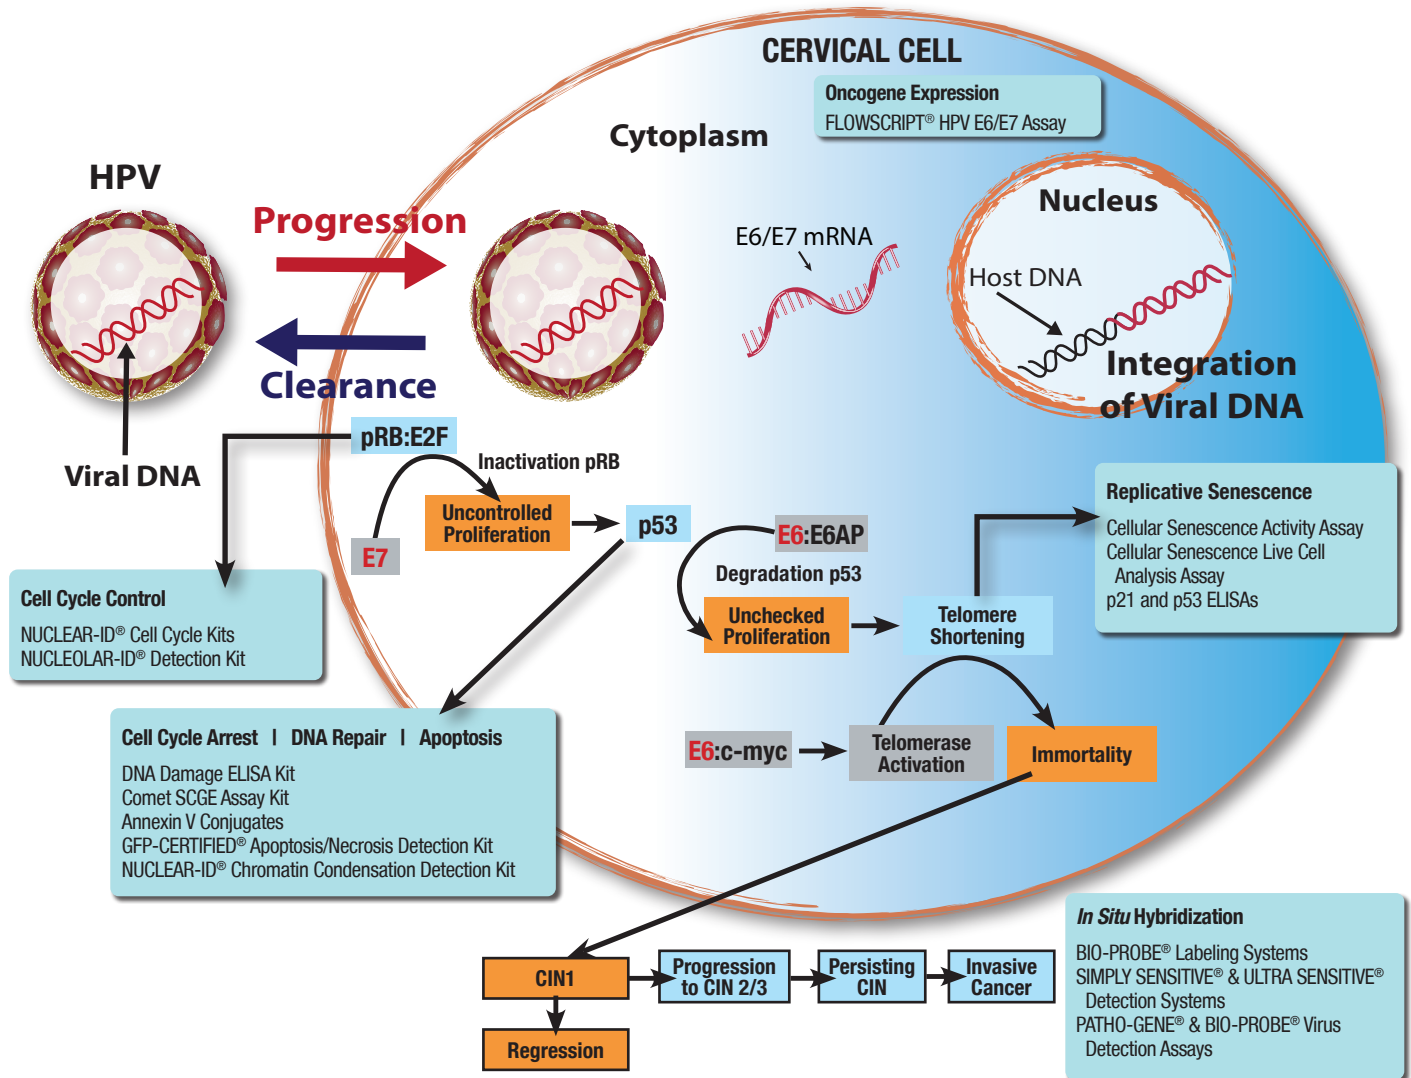 CERVICAL CELL
Oncogene Expression
FLOWSCRIPT® HPV E6/E7 Assay
Cytoplasm
HPV
Progression
Clearance
Viral DNA
E6/E7 mRNA
Nucleus
Host DNA
Integration
of Viral DNA
pRB:E2F
Inactivation pRB
Uncontrolled
Proliferation
E7
p53
E6:E6AP
Degradation p53
Unchecked
Proliferation
Telomere
Shortening
Replicative Senescence
Cellular Senescence Activity Assay
Cellular Senescence Live Cell
Analysis Assay
p21 and p53 ELISAs
Cell Cycle Control
NUCLEAR-ID® Cell Cycle Kits
NUCLEOLAR-ID® Detection Kit
Cell Cycle Arrest | DNA Repair | Apoptosis
DNA Damage ELISA Kit
Comet SCGE Assay Kit
Annexin V Conjugates
GFP-CERTIFIED® Apoptosis/Necrosis Detection Kit
NUCLEAR-ID® Chromatin Condensation Detection Kit
E6:c-myc
Telomerase
Activation
Immortality
CIN1
Progression
to CIN 2/3
Persisting
CIN
Invasive
Cancer
Regression
In Situ Hybridization
BIO-PROBE® Labeling Systems
SIMPLY SENSITIVE® & ULTRA SENSITIVE®
Detection Systems
PATHO-GENE® & BIO-PROBE® Virus
Detection Assays